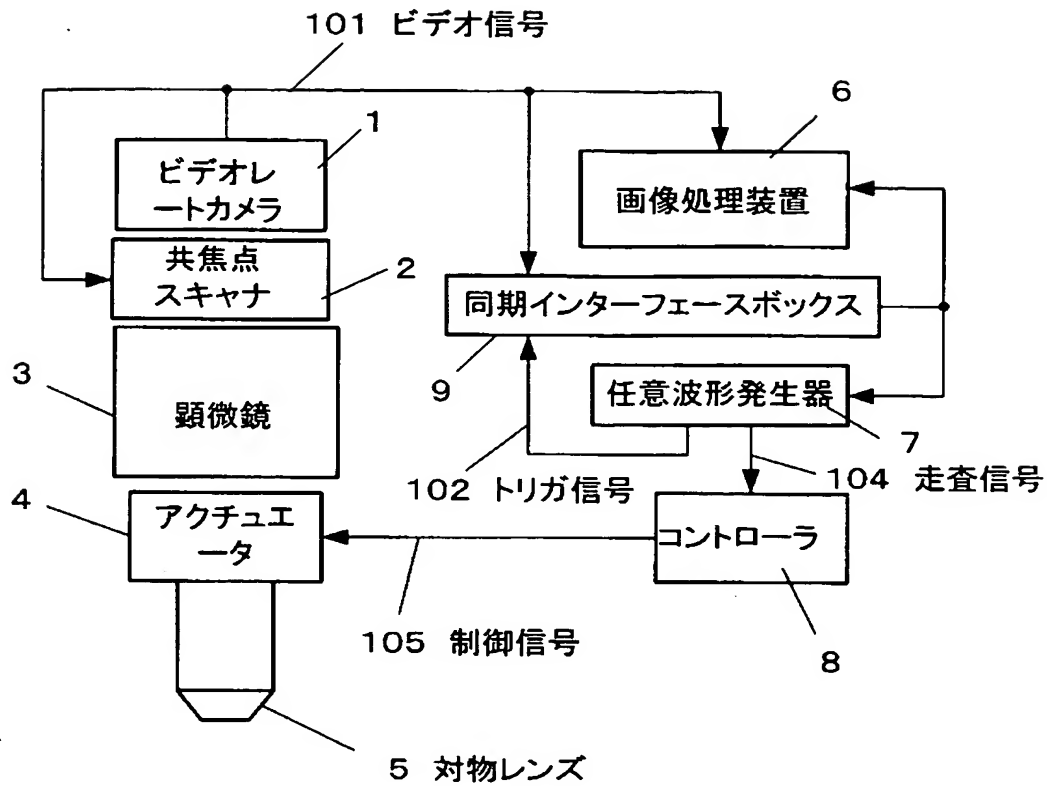 101 ビデオ信号
1
6
ビデオレ
ートカメラ
画像処理装置
共焦点
スキャナ
2
同期インターフェースボックス
3
9
顕微鏡
任意波形発生器
7
102 トリガ信号
104 走査信号
4
アクチュエ
ータ
コントローラ
105 制御信号
8
5 対物レンズ